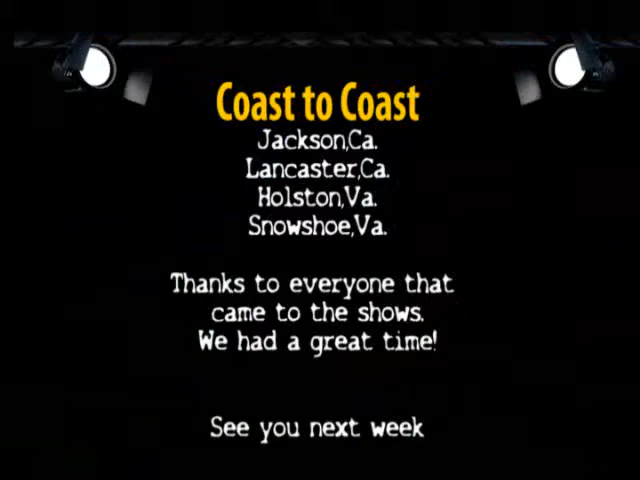 Coast to Coast
Jackson,Ca.
Lancaster,Ca.
Holston,Va.
Snowshoe,Va.
Thanks to everyone that
came to the shows.
We had a great time!
See you next week